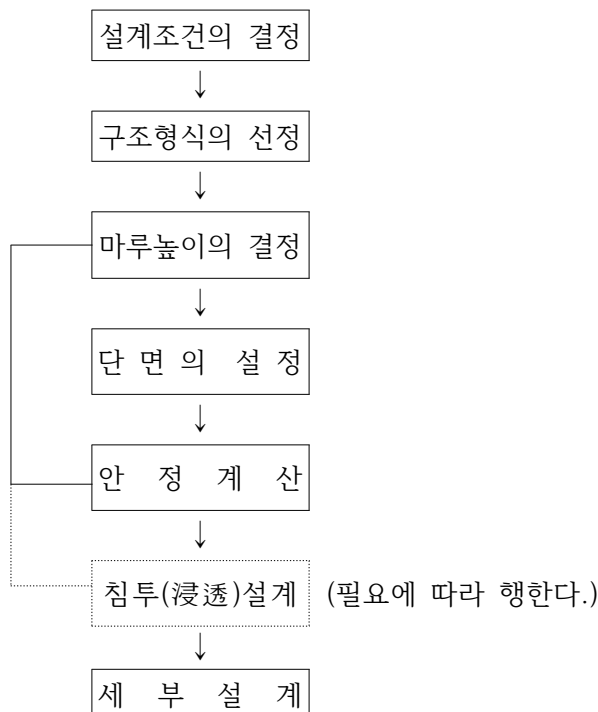 설계조건의 결정
↓
구조형식의 선정
↓
마루높이의 결정
↓
단 면 의 설 정
↓
안 정 계 산
↓
침투(浸透)설계 (필요에 따라 행한다.)
↓
세 부 설 계